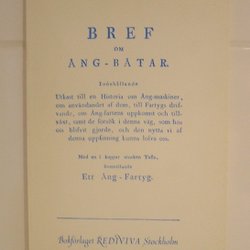 BREF
OM
ANG-BÅTAR.
Innehållande
Utkast till en Historia om Ång-maskiner,
om användandet af dem, till Fartygs drif-
vande, om Ång-fartens uppkomst och till-
växt, samt de försök i denna väg, som hos
oss blifvit gjorde, och den nytta vi af
denna uppfinning kunna lofva oss.
Med en i koppar stucken Tafla,
föreställande
Ett Ång-Fartyg.
Bokförlaget REDIVIVA Stockholm